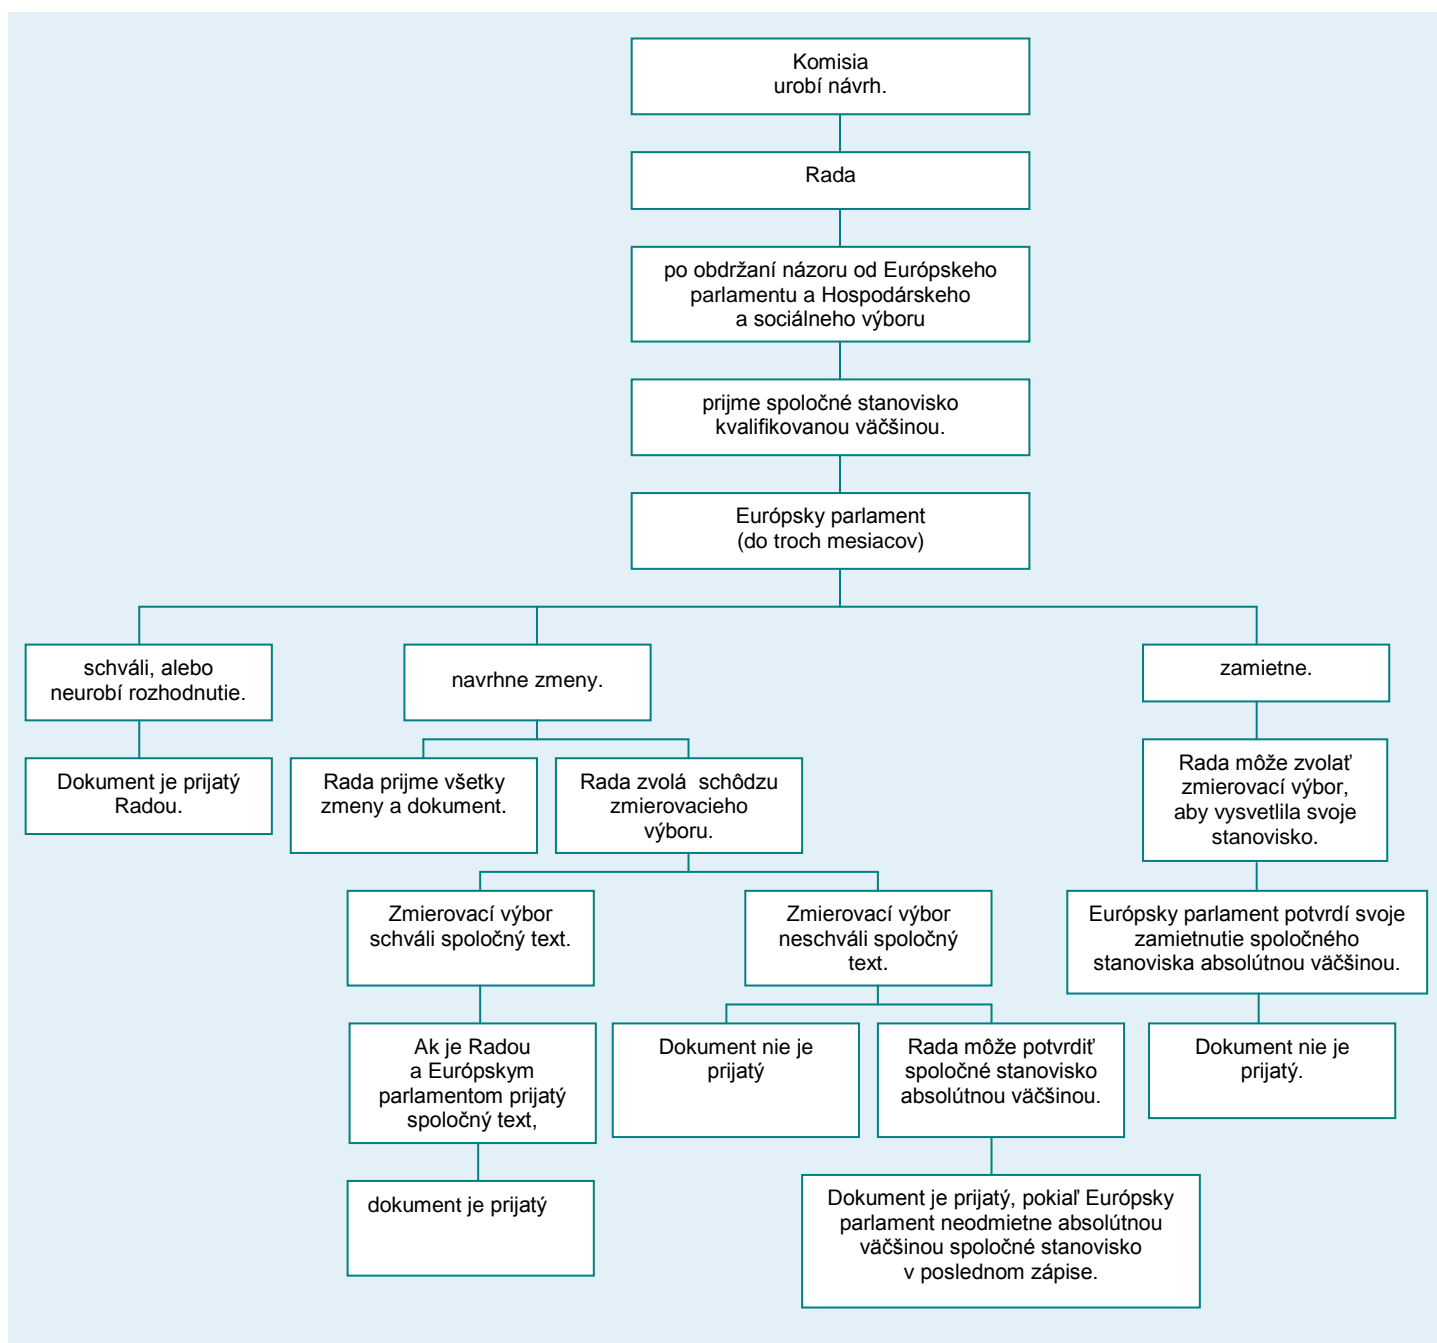 Komisia
urobí návrh.
Rada
po obdržaní názoru od Európskeho
parlamentu a Hospodárskeho
a sociálneho výboru
prijme spoločné stanovisko
kvalifikovanou väčšinou.
Európsky parlament
(do troch mesiacov)
schváli, alebo
neurobí rozhodnutie.
navrhne zmeny.
zamietne.
Dokument je prijatý
Radou.
Rada prijme všetky
zmeny a dokument.
Rada zvolá schôdzu
zmierovacieho
výboru.
Rada môže zvolať
zmierovací výbor,
aby vysvetlila svoje
stanovisko.
Zmierovací výbor
schváli spoločný text.
Zmierovací výbor
neschváli spoločný
text.
Európsky parlament potvrdí svoje
zamietnutie spoločného
stanoviska absolútnou väčšinou.
Ak je Radou
a Európskym
parlamentom prijatý
spoločný text,
Dokument nie je
prijatý
Rada môže potvrdiť
spoločné stanovisko
absolútnou väčšinou.
Dokument nie je
prijatý.
dokument je prijatý
Dokument je prijatý, pokiaľ Európsky
parlament neodmietne absolútnou
väčšinou spoločné stanovisko
v poslednom zápise.